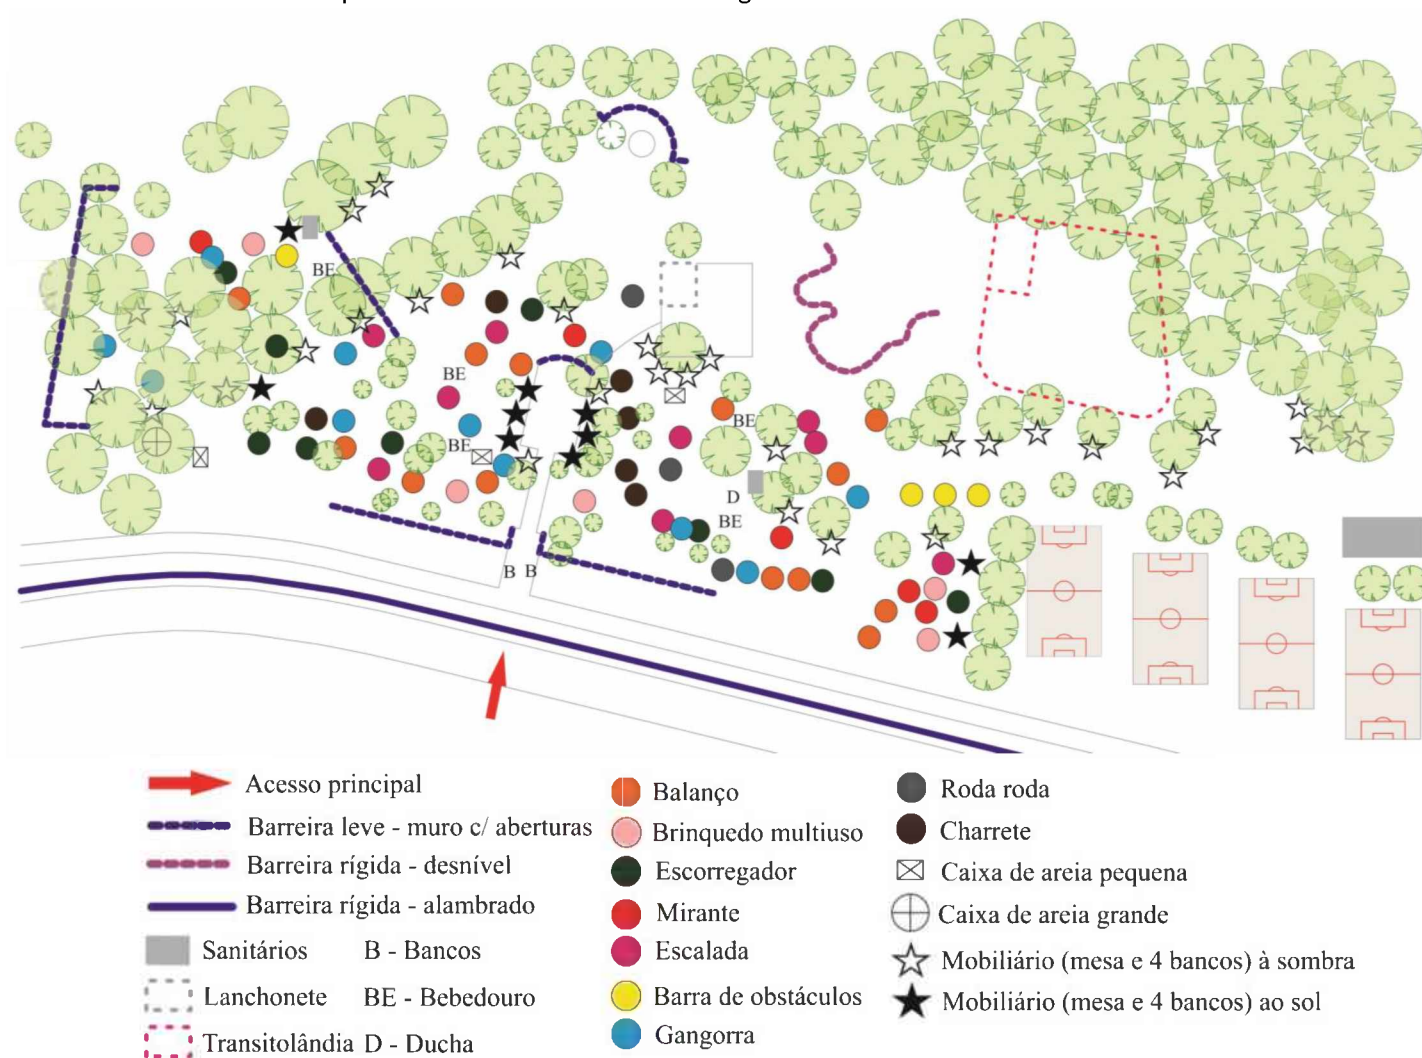 BE
BE
BE
BE
D
BE
B B
Acesso principal
Barreira leve - muro c/ aberturas
Barreira rígida - desnível
Barreira rígida - alambrado
Sanitários B - Bancos
Lanchonete BE - Bebedouro
Transitolândia D - Ducha
Balanço
Brinquedo multiuso
Escorregador
Mirante
Escalada
Barra de obstáculos
Gangorra
Roda roda
Charrete
Caixa de areia pequena
Caixa de areia grande
Mobiliário (mesa e 4 bancos) à sombra
Mobiliário (mesa e 4 bancos) ao sol